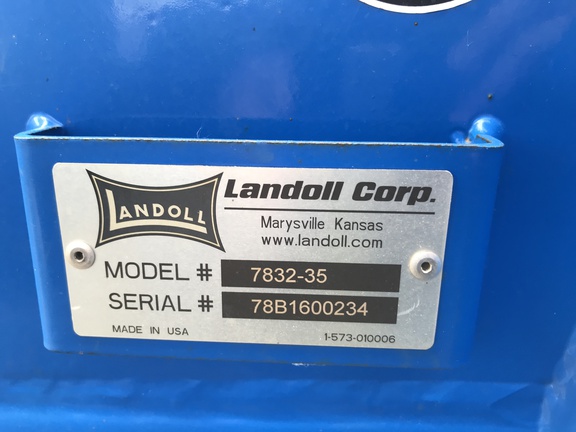 LANDOLL
Landoll Corp.
Marysville Kansas
www.landoll.com
MODEL # 7832-35
SERIAL # 78B1600234
MADE IN USA 1-573-010006